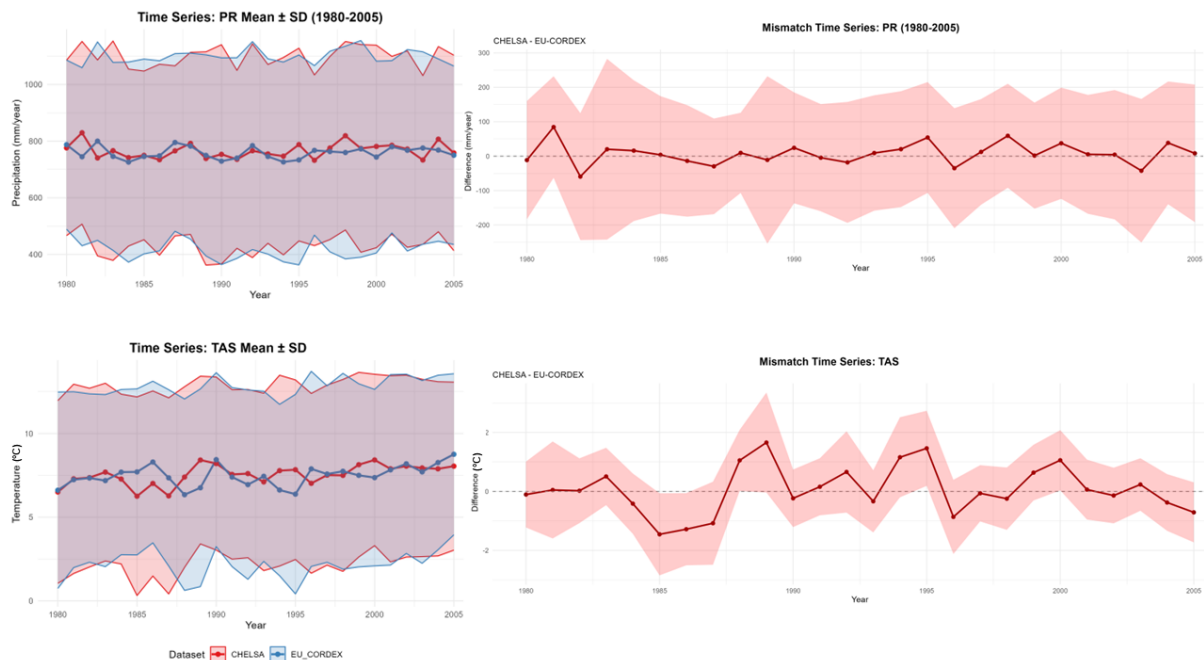 Time Series: PR Mean ± SD (1980-2005)
Precipitation (mm/year)
1000
800
600
400
1980
1985
1990
1995
2000
2005
Year
Mismatch Time Series: PR (1980-2005)
CHELSA - EU-CORDEX
Difference (mm/year)
300
200
100
0
-100
-200
1980
1985
1990
1995
2000
2005
Year
Time Series: TAS Mean ± SD
Temperature (°C)
10
5
0
1980
1985
1990
1995
2000
2005
Year
Dataset CHELSA EU_CORDEX
Mismatch Time Series: TAS
CHELSA - EU-CORDEX
Difference (°C)
2
0
-2
1980
1985
1990
1995
2000
2005
Year